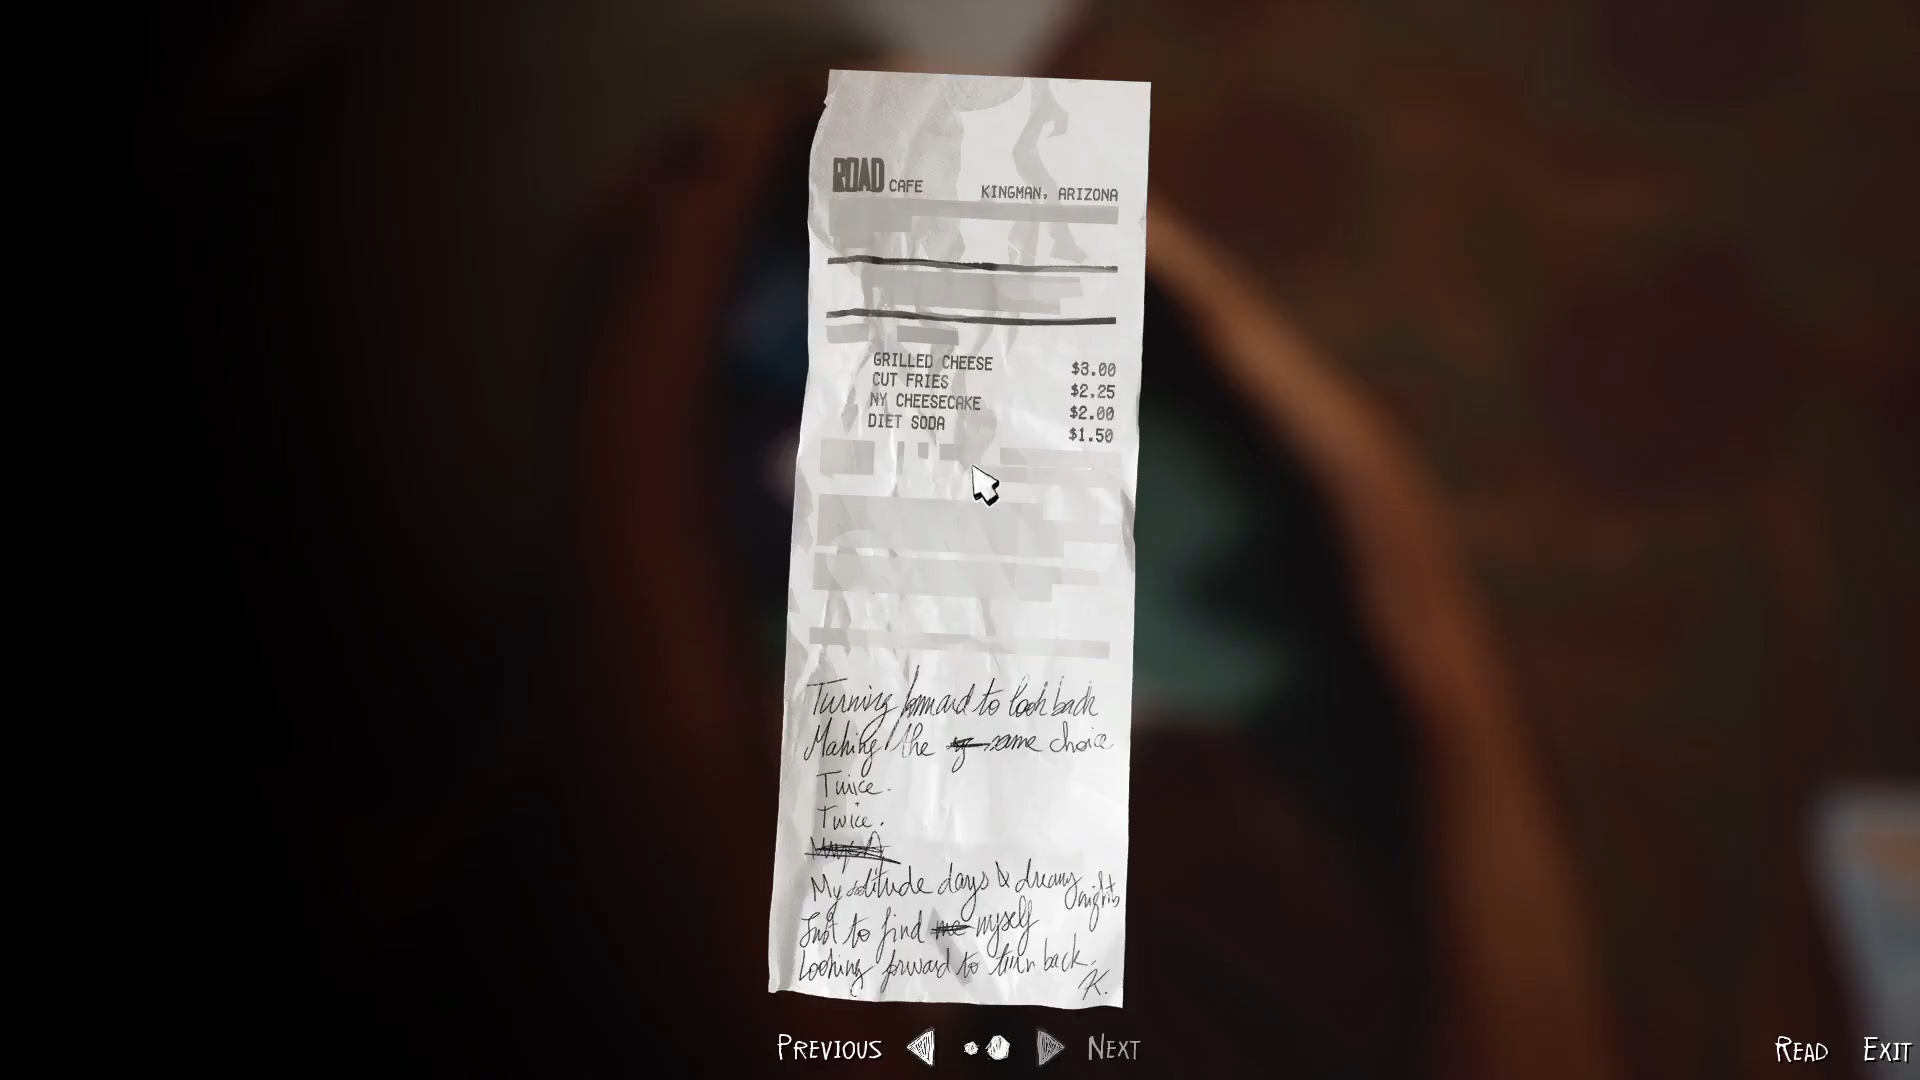 ROAD CAFE KINGMAN, ARIZONA
GRILLED CHEESE $3.00
CUT FRIES $2.25
NY CHEESECAKE $2.00
DIET SODA $1.50
Turning forward to look back
Making the same choice
Twice.
Twice.
My solitude days & dreamy nights
Just to find me myself
Looking forward to turn back.
K.
PREVIOUS NEXT
READ EXIT